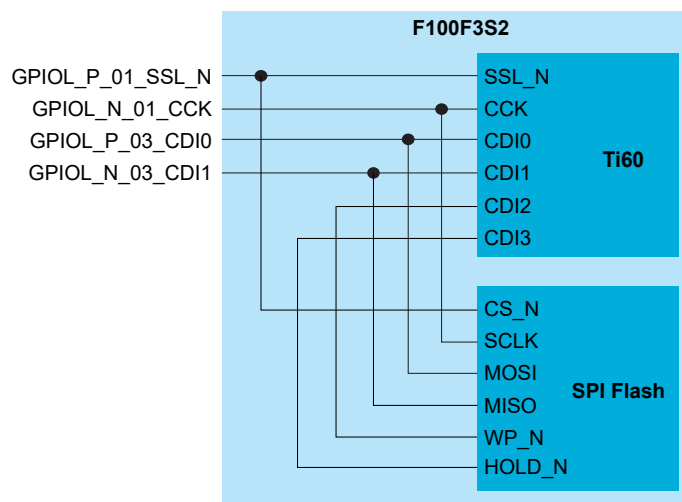 F100F3S2
GPIOL_P_01_SSL_N
GPIOL_N_01_CCK
GPIOL_P_03_CDI0
GPIOL_N_03_CDI1
SSL_N
CCK
CDI0
CDI1
CDI2
CDI3
Ti60
CS_N
SCLK
MOSI
MISO
WP_N
HOLD_N
SPI Flash